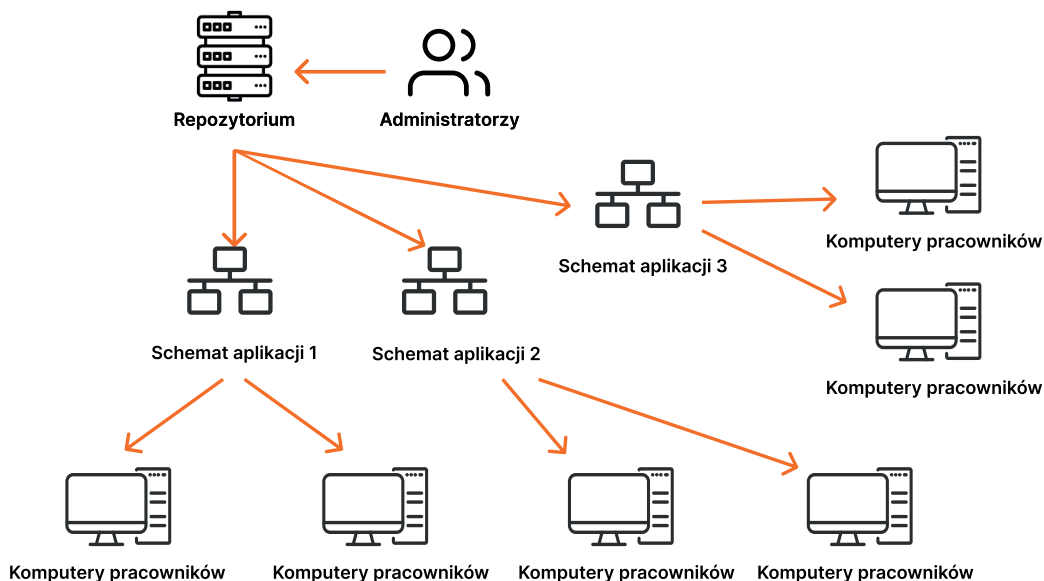 Repozytorium
Administratorzy
Komputery pracowników
Schemat aplikacji 3
Schemat aplikacji 1
Schemat aplikacji 2
Komputery pracowników
Komputery pracowników
Komputery pracowników
Komputery pracowników
Komputery pracowników